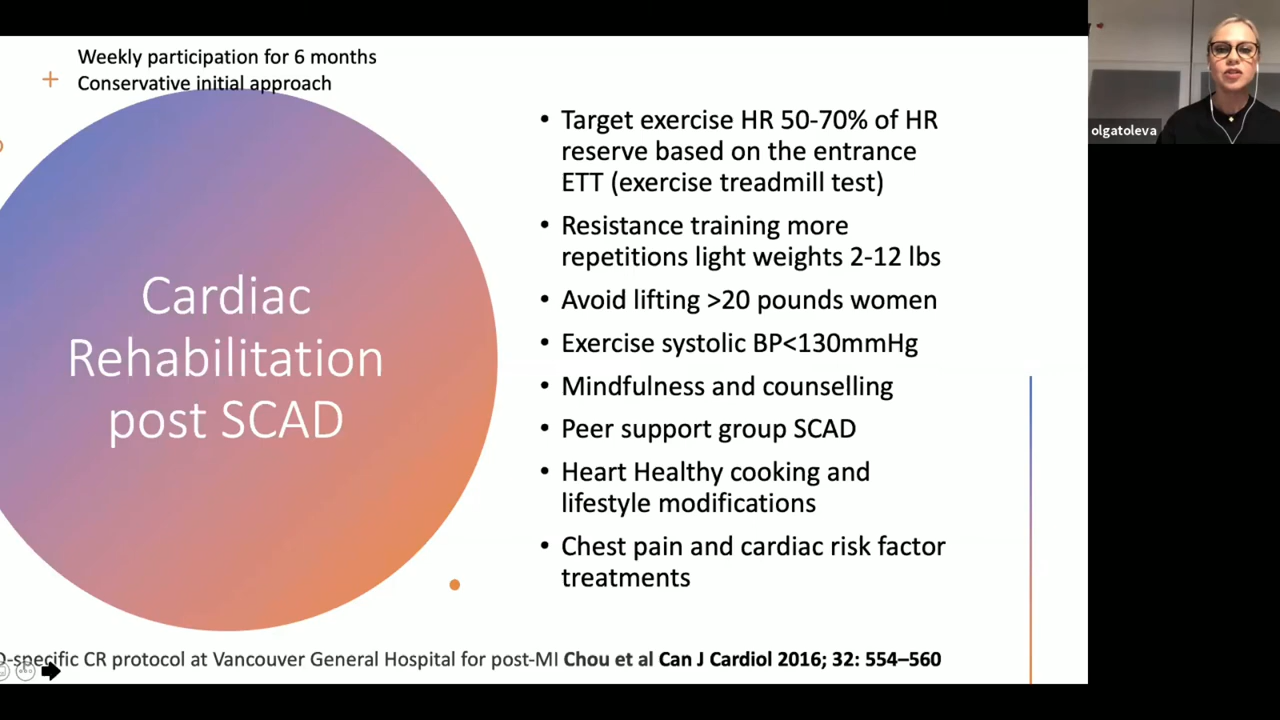 Weekly participation for 6 months
Conservative initial approach
Cardiac
Rehabilitation
post SCAD
• Target exercise HR 50-70% of HR
reserve based on the entrance
ETT (exercise treadmill test)
• Resistance training more
repetitions light weights 2-12 lbs
• Avoid lifting >20 pounds women
• Exercise systolic BP<130mmHg
• Mindfulness and counselling
• Peer support group SCAD
• Heart Healthy cooking and
lifestyle modifications
• Chest pain and cardiac risk factor
treatments
-specific CR protocol at Vancouver General Hospital for post-MI Chou et al Can J Cardiol 2016; 32: 554–560
olgatoleva